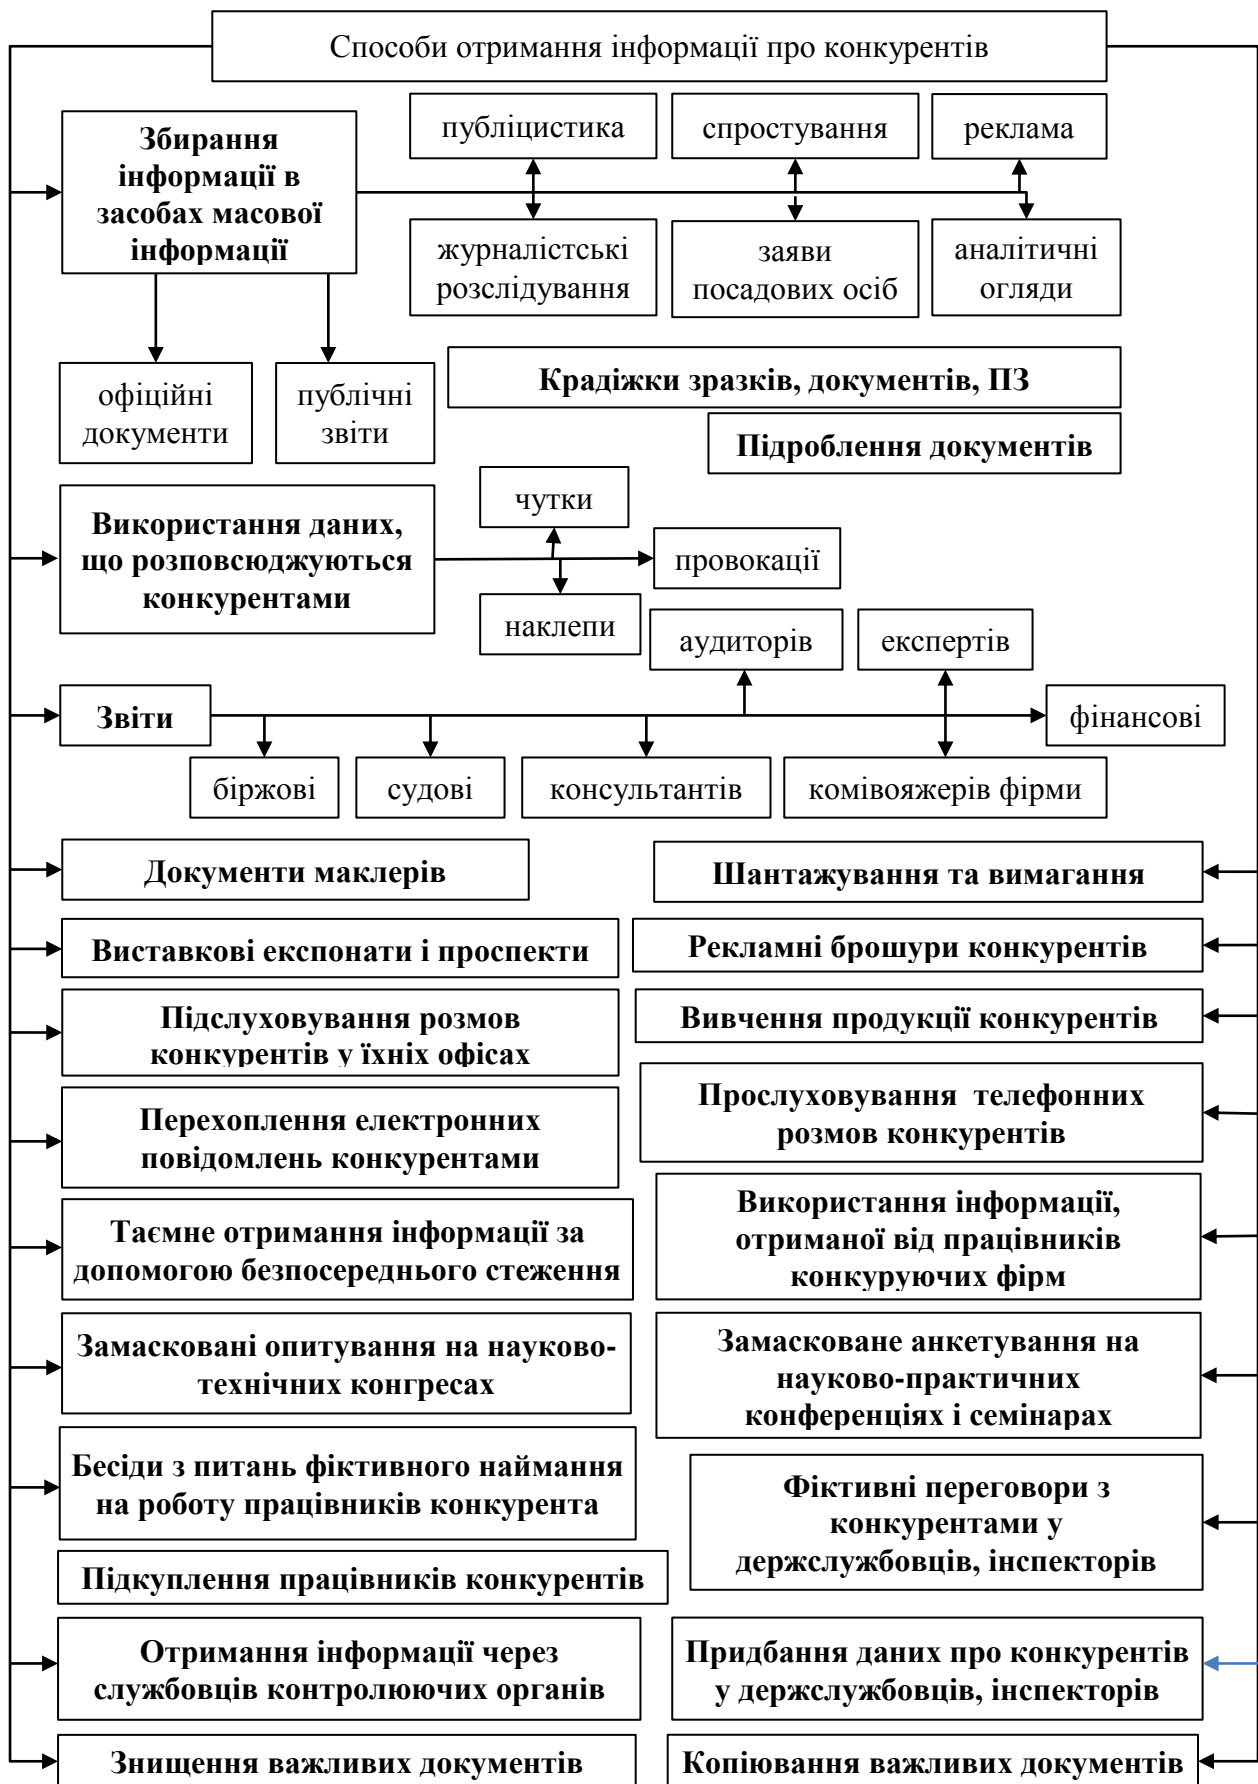 Способи отримання інформації про конкурентів
Збирання
інформації в
засобах масової
інформації
публіцистика
спростування
реклама
журналістські
розслідування
заяви
посадових осіб
аналітичні
огляди
офіційні
документи
публічні
звіти
Крадіжки зразків, документів, ПЗ
Підроблення документів
Використання даних,
що розповсюджуються
конкурентами
чутки
провокації
наклепи
аудиторів
експертів
Звіти
фінансові
біржові
судові
консультантів
комівояжерів фірми
Документи маклерів
Шантажування та вимагання
Виставкові експонати і проспекти
Рекламні брошури конкурентів
Підслуховування розмов
конкурентів у їхніх офісах
Вивчення продукції конкурентів
Прослуховування телефонних
розмов конкурентів
Перехоплення електронних
повідомлень конкурентами
Використання інформації,
отриманої від працівників
конкуруючих фірм
Таємне отримання інформації за
допомогою безпосереднього стеження
Замасковані опитування на науково-
технічних конгресах
Замасковане анкетування на
науково-практичних
конференціях і семінарах
Бесіди з питань фіктивного наймання
на роботу працівників конкурента
Фіктивні переговори з
конкурентами у
держслужбовців, інспекторів
Підкуплення працівників конкурентів
Отримання інформації через
службовців контролюючих органів
Придбання даних про конкурентів
у держслужбовців, інспекторів
Знищення важливих документів
Копіювання важливих документів